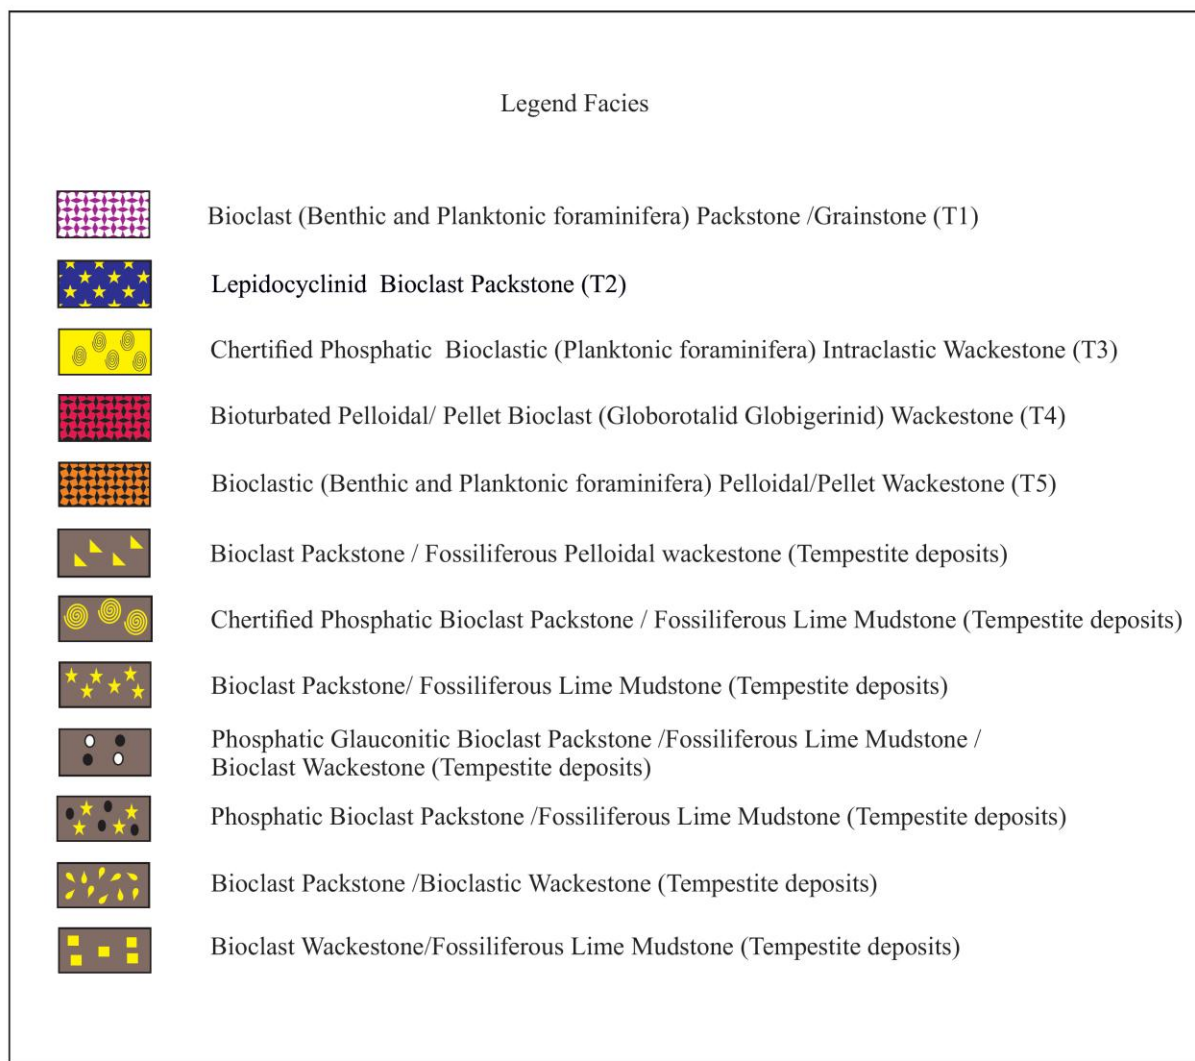 Legend Facies
Bioclast (Benthic and Planktonic foraminifera) Packstone /Grainstone (T1)
Lepidocyclinid Bioclast Packstone (T2)
Chertified Phosphatic Bioclastic (Planktonic foraminifera) Intraclastic Wackestone (T3)
Bioturbated Pelloidal/ Pellet Bioclast (Globorotalid Globigerinid) Wackestone (T4)
Bioclastic (Benthic and Planktonic foraminifera) Pelloidal/Pellet Wackestone (T5)
Bioclast Packstone / Fossiliferous Pelloidal wackestone (Tempestite deposits)
Chertified Phosphatic Bioclast Packstone / Fossiliferous Lime Mudstone (Tempestite deposits)
Bioclast Packstone/ Fossiliferous Lime Mudstone (Tempestite deposits)
Phosphatic Glauconitic Bioclast Packstone /Fossiliferous Lime Mudstone /
Bioclast Wackestone (Tempestite deposits)
Phosphatic Bioclast Packstone /Fossiliferous Lime Mudstone (Tempestite deposits)
Bioclast Packstone /Bioclastic Wackestone (Tempestite deposits)
Bioclast Wackestone/Fossiliferous Lime Mudstone (Tempestite deposits)